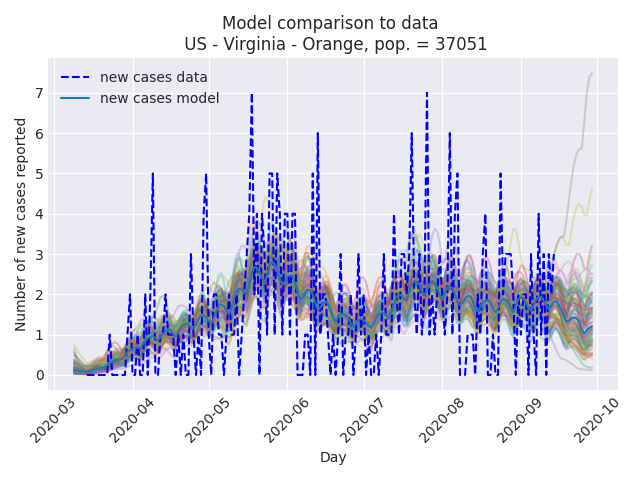 Model comparison to data
US - Virginia - Orange, pop. = 37051
new cases data
new cases model
Number of new cases reported
7
6
5
4
3
2
1
0
2020-03
2020-04
2020-05
2020-06
2020-07
2020-08
2020-09
2020-10
Day